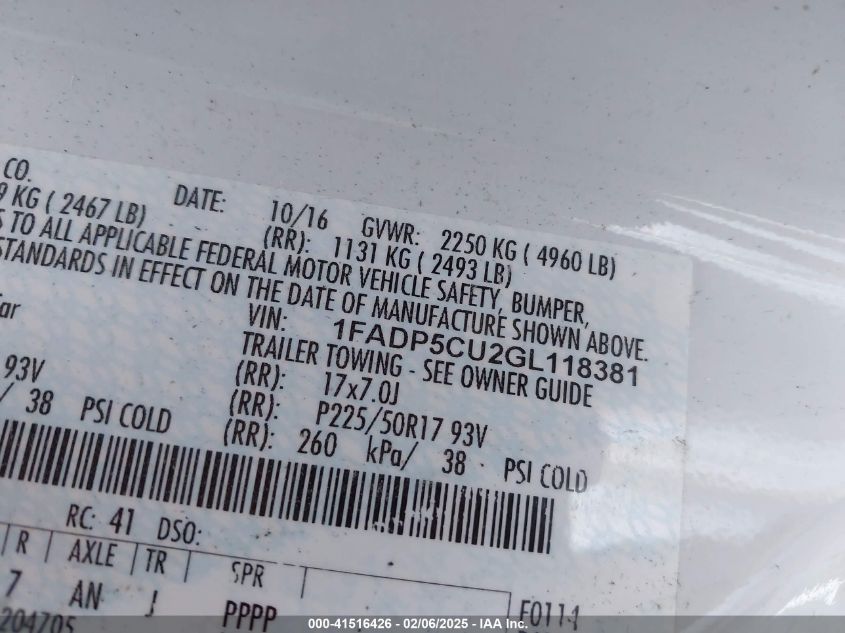 CO.
DATE: 10/16 GVWR: 2250 KG ( 4960 LB)
9 KG ( 2467 LB) (RR): 1131 KG ( 2493 LB)
TO ALL APPLICABLE FEDERAL MOTOR VEHICLE SAFETY, BUMPER,
STANDARDS IN EFFECT ON THE DATE OF MANUFACTURE SHOWN ABOVE.
VIN: 1FADP5CU2GL118381
TRAILER TOWING - SEE OWNER GUIDE
93V (RR): 17x7.0J
/ 38 PSI COLD (RR): P225/50R17 93V
(RR): 260 kPa/ 38 PSI COLD
RC: 41 DSO:
R AXLE TR SPR
7 AN J PPPP F0114
204705
000-41516426 - 02/06/2025 - IAA Inc.